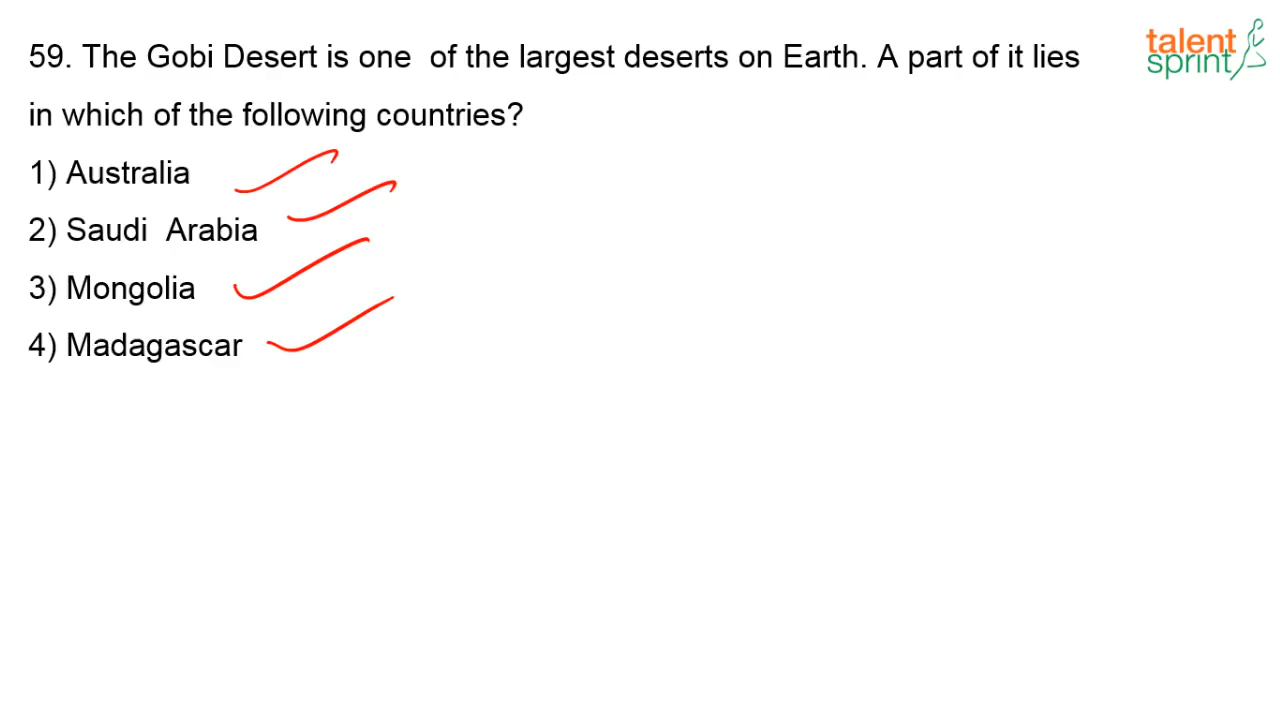 59. The Gobi Desert is one of the largest deserts on Earth. A part of it lies
in which of the following countries?
1) Australia
2) Saudi Arabia
3) Mongolia
4) Madagascar
talent
sprint